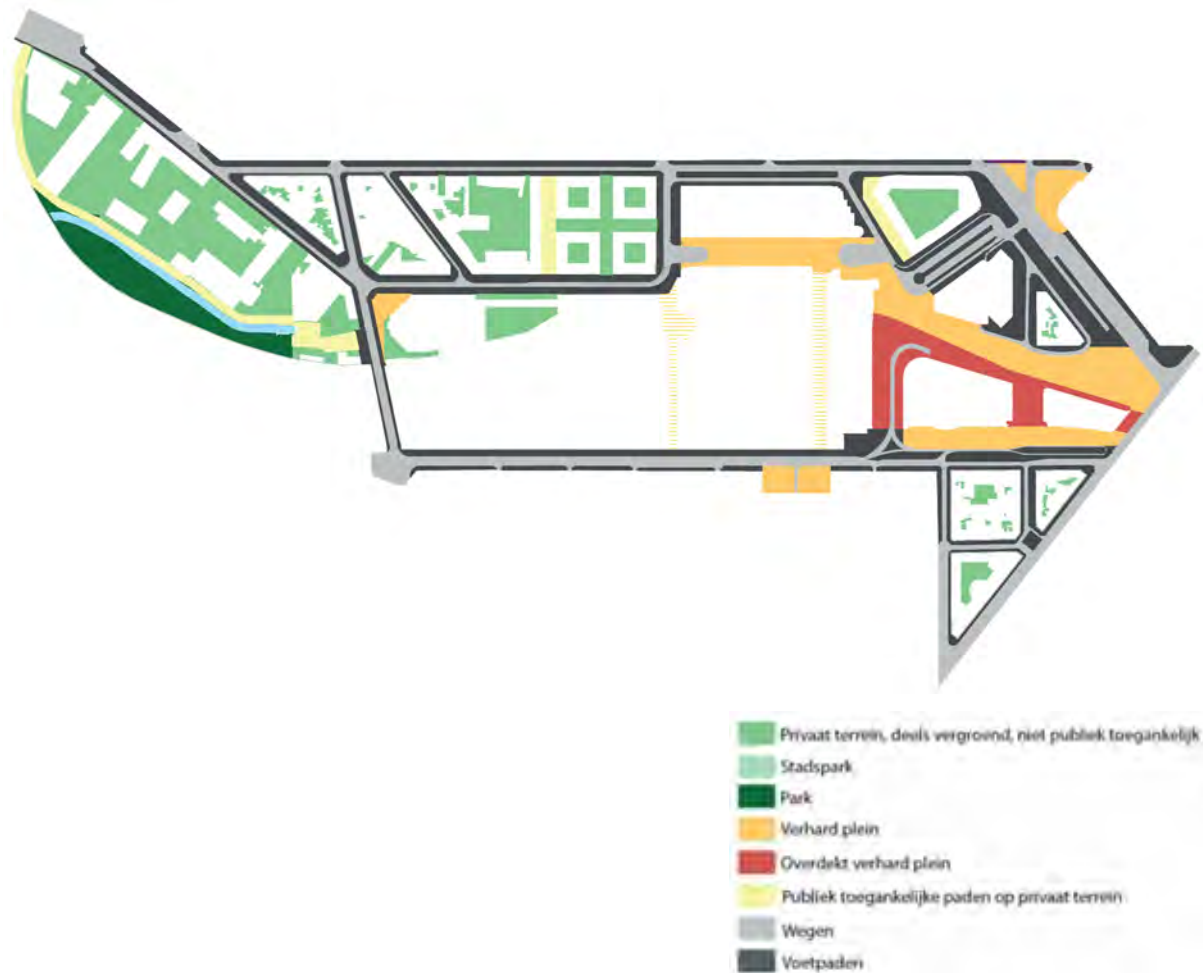 Privaat terrein, deels vergroend, niet publiek toegankelijk
Stadspark
Park
Verhard plein
Overdekt verhard plein
Publiek toegankelijke paden op privaat terrein
Wegen
Voetpaden